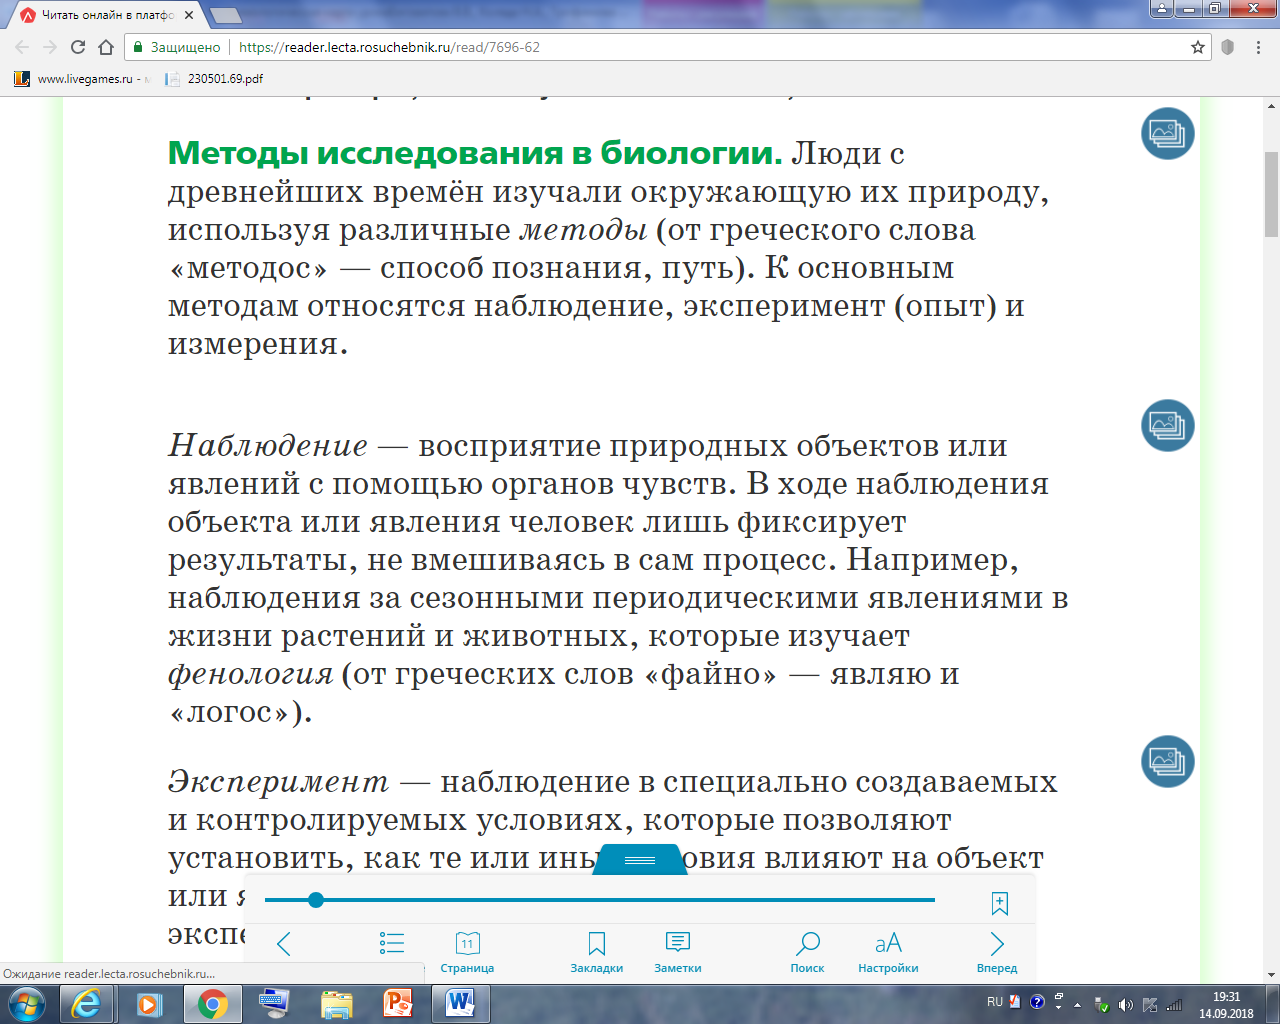 Читать онлайн в платфо
Защищено https://reader.lecta.rosuchebnik.ru/read/7696-62
www.livegames.ru - 230501.69.pdf
Методы исследования в биологии. Люди с
древнейших времён изучали окружающую их природу,
используя различные методы (от греческого слова
«методос» — способ познания, путь). К основным
методам относятся наблюдение, эксперимент (опыт) и
измерения.
Наблюдение — восприятие природных объектов или
явлений с помощью органов чувств. В ходе наблюдения
объекта или явления человек лишь фиксирует
результаты, не вмешиваясь в сам процесс. Например,
наблюдения за сезонными периодическими явлениями в
жизни растений и животных, которые изучает
фенология (от греческих слов «файно» — являю и
«логос»).
Эксперимент — наблюдение в специально создаваемых
и контролируемых условиях, которые позволяют
установить, как те или влияют на объект
или
11
Страница Закладки Заметки Поиск Настройки Вперед
Ожидание reader.lecta.rosuchebnik.ru...
RU 19:31
14.09.2018